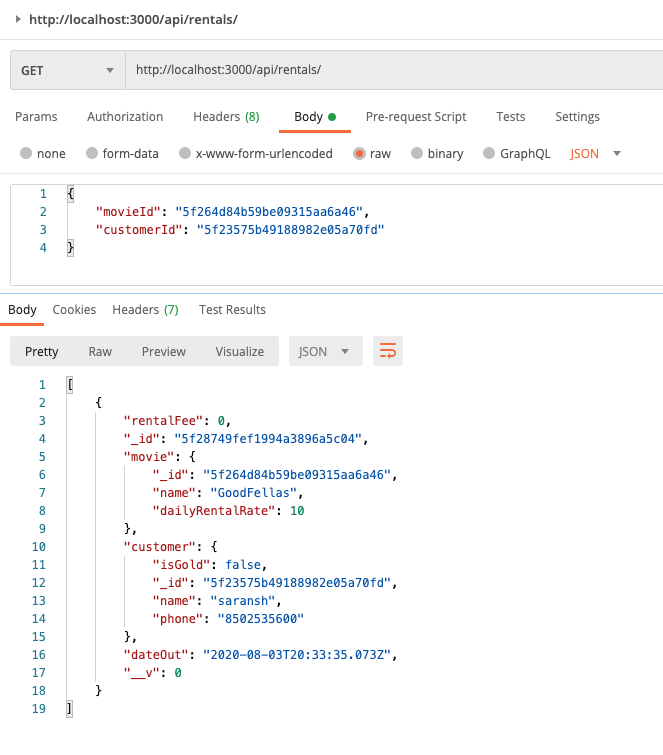 http://localhost:3000/api/rentals/
GET http://localhost:3000/api/rentals/
Params Authorization Headers (8) Body Pre-request Script Tests Settings
none form-data x-www-form-urlencoded raw binary GraphQL JSON
1 {
2 "movieId": "5f264d84b59be09315aa6a46",
3 "customerId": "5f23575b49188982e05a70fd"
4 }
Body Cookies Headers (7) Test Results
Pretty Raw Preview Visualize JSON
1 [
2 {
3 "rentalFee": 0,
4 "_id": "5f28749fef1994a3896a5c04",
5 "movie": {
6 "_id": "5f264d84b59be09315aa6a46",
7 "name": "GoodFellas",
8 "dailyRentalRate": 10
9 },
10 "customer": {
11 "isGold": false,
12 "_id": "5f23575b49188982e05a70fd",
13 "name": "saransh",
14 "phone": "8502535600"
15 },
16 "dateOut": "2020-08-03T20:33:35.073Z",
17 "__v": 0
18 }
19 ]